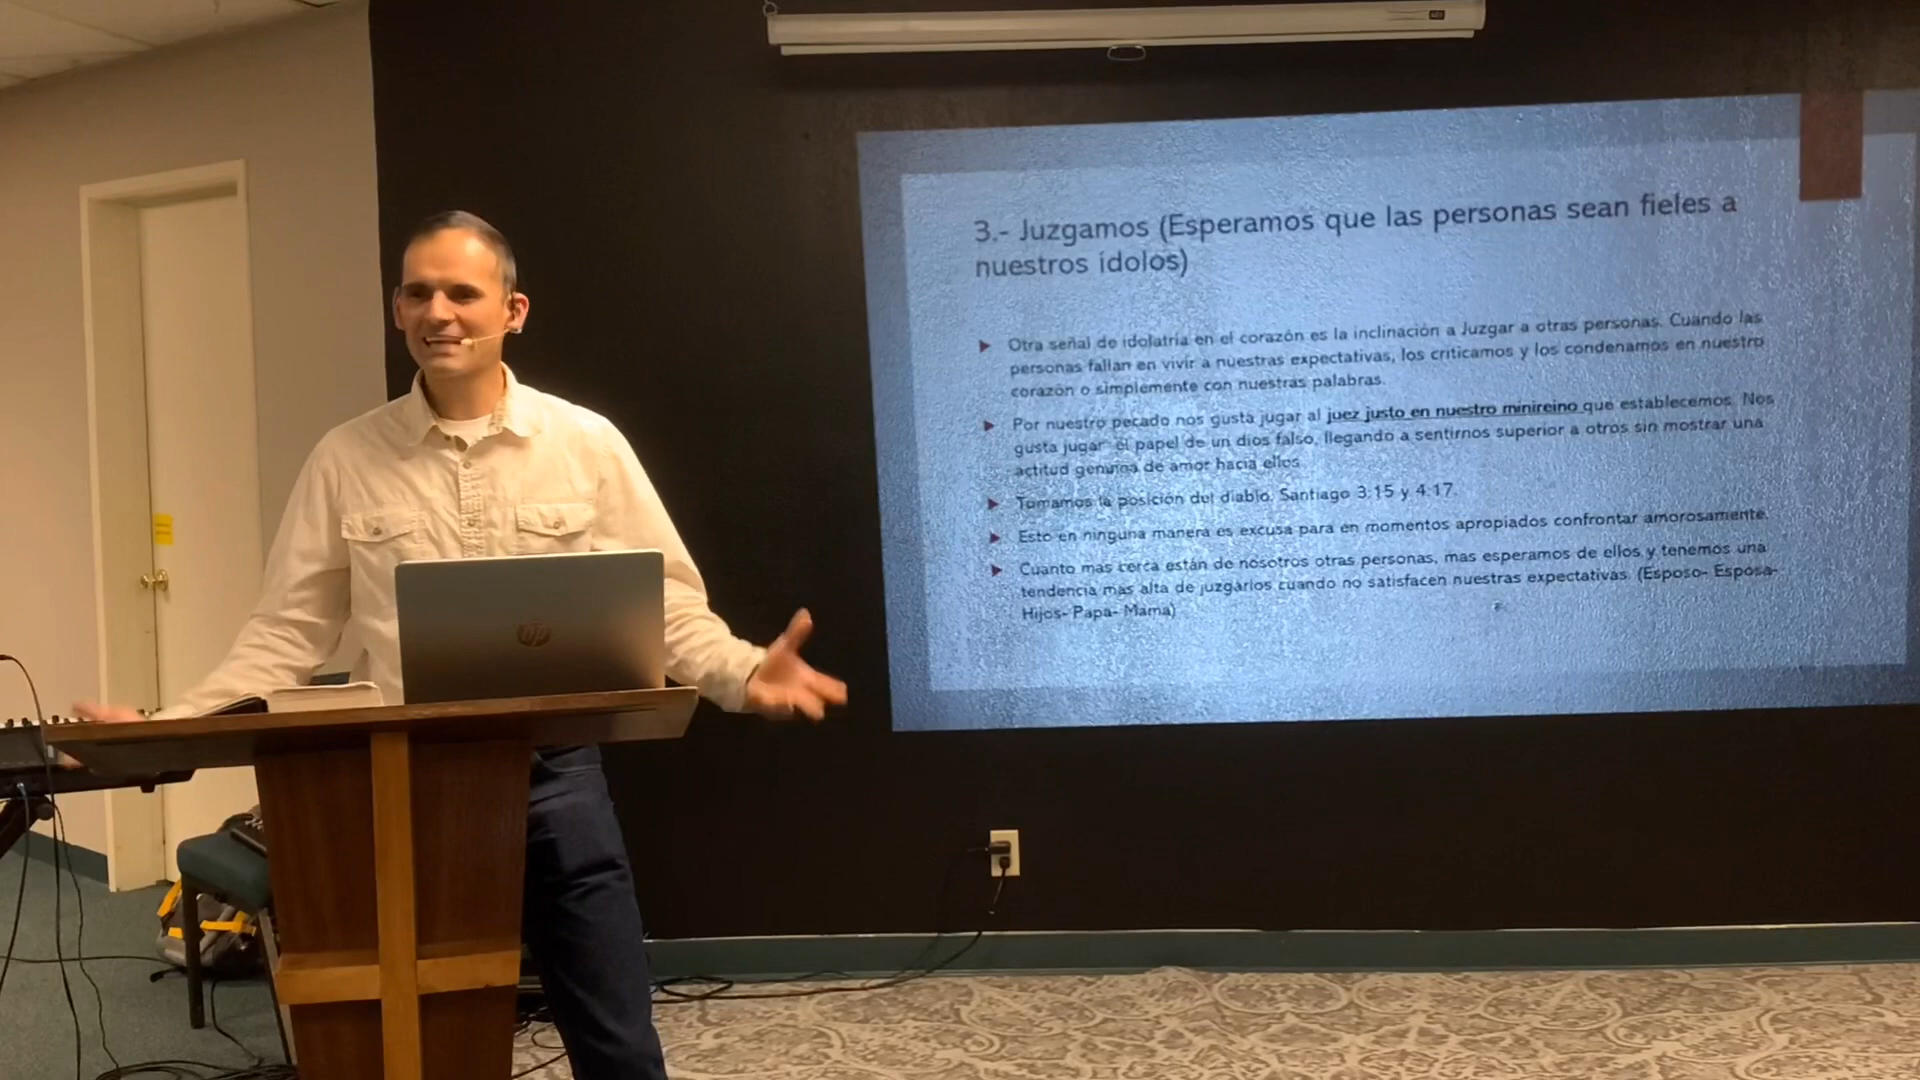 3.- Juzgamos (Esperamos que las personas sean fieles a
nuestros ídolos)
Otra señal de idolatría en el corazón es la inclinación a Juzgar a otras personas. Cuando las
personas fallan en vivir a nuestras expectativas, los criticamos y los condenamos en nuestro
corazón o simplemente con nuestras palabras.
Por nuestro pecado nos gusta jugar al juez justo en nuestro minireino que establecemos. Nos
gusta jugar el papel de un dios falso, llegando a sentirnos superior a otros sin mostrar una
actitud genuina de amor hacia ellos
Tomamos la posición del diablo. Santiago 3:15 y 4:17.
Esto en ninguna manera es excusa para en momentos apropiados confrontar amorosamente.
Cuanto mas cerca están de nosotros otras personas, mas esperamos de ellos y tenemos una
tendencia mas alta de juzgarlos cuando no satisfacen nuestras expectativas. (Esposo- Esposa-
Hijos- Papa- Mama)
hp